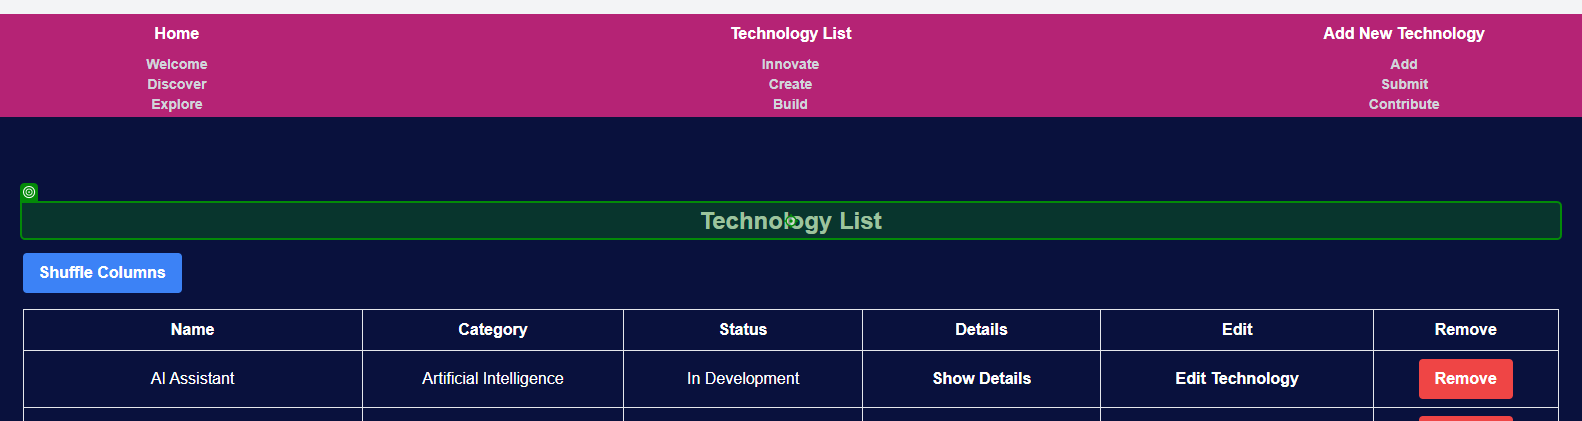 Home Technology List Add New Technology
Welcome Innovate Add
Discover Create Submit
Explore Build Contribute
Technology List
Shuffle Columns
Name Category Status Details Edit Remove
AI Assistant Artificial Intelligence In Development Show Details Edit Technology Remove